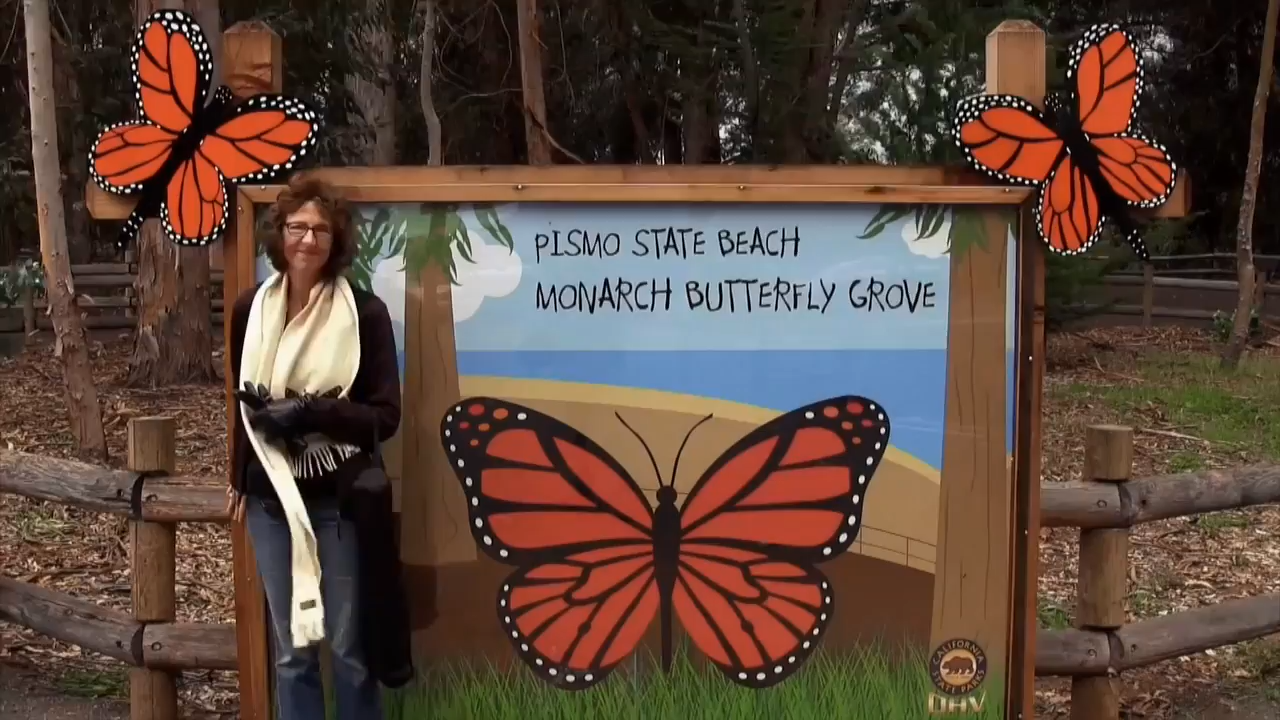 PISMO STATE BEACH
MONARCH BUTTERFLY GROVE
CALIFORNIA
STATE PARKS
OHV